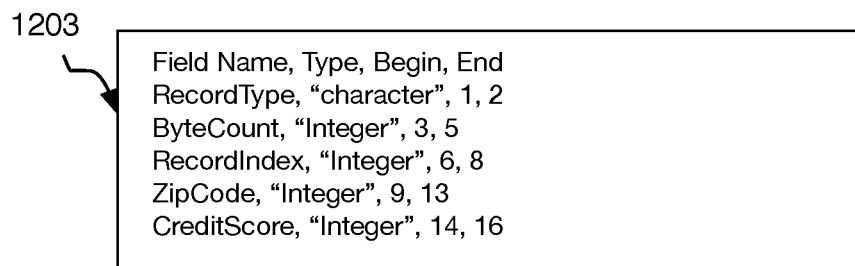 1203
Field Name, Type, Begin, End
RecordType, “character”, 1, 2
ByteCount, “Integer”, 3, 5
RecordIndex, “Integer”, 6, 8
ZipCode, “Integer”, 9, 13
CreditScore, “Integer”, 14, 16